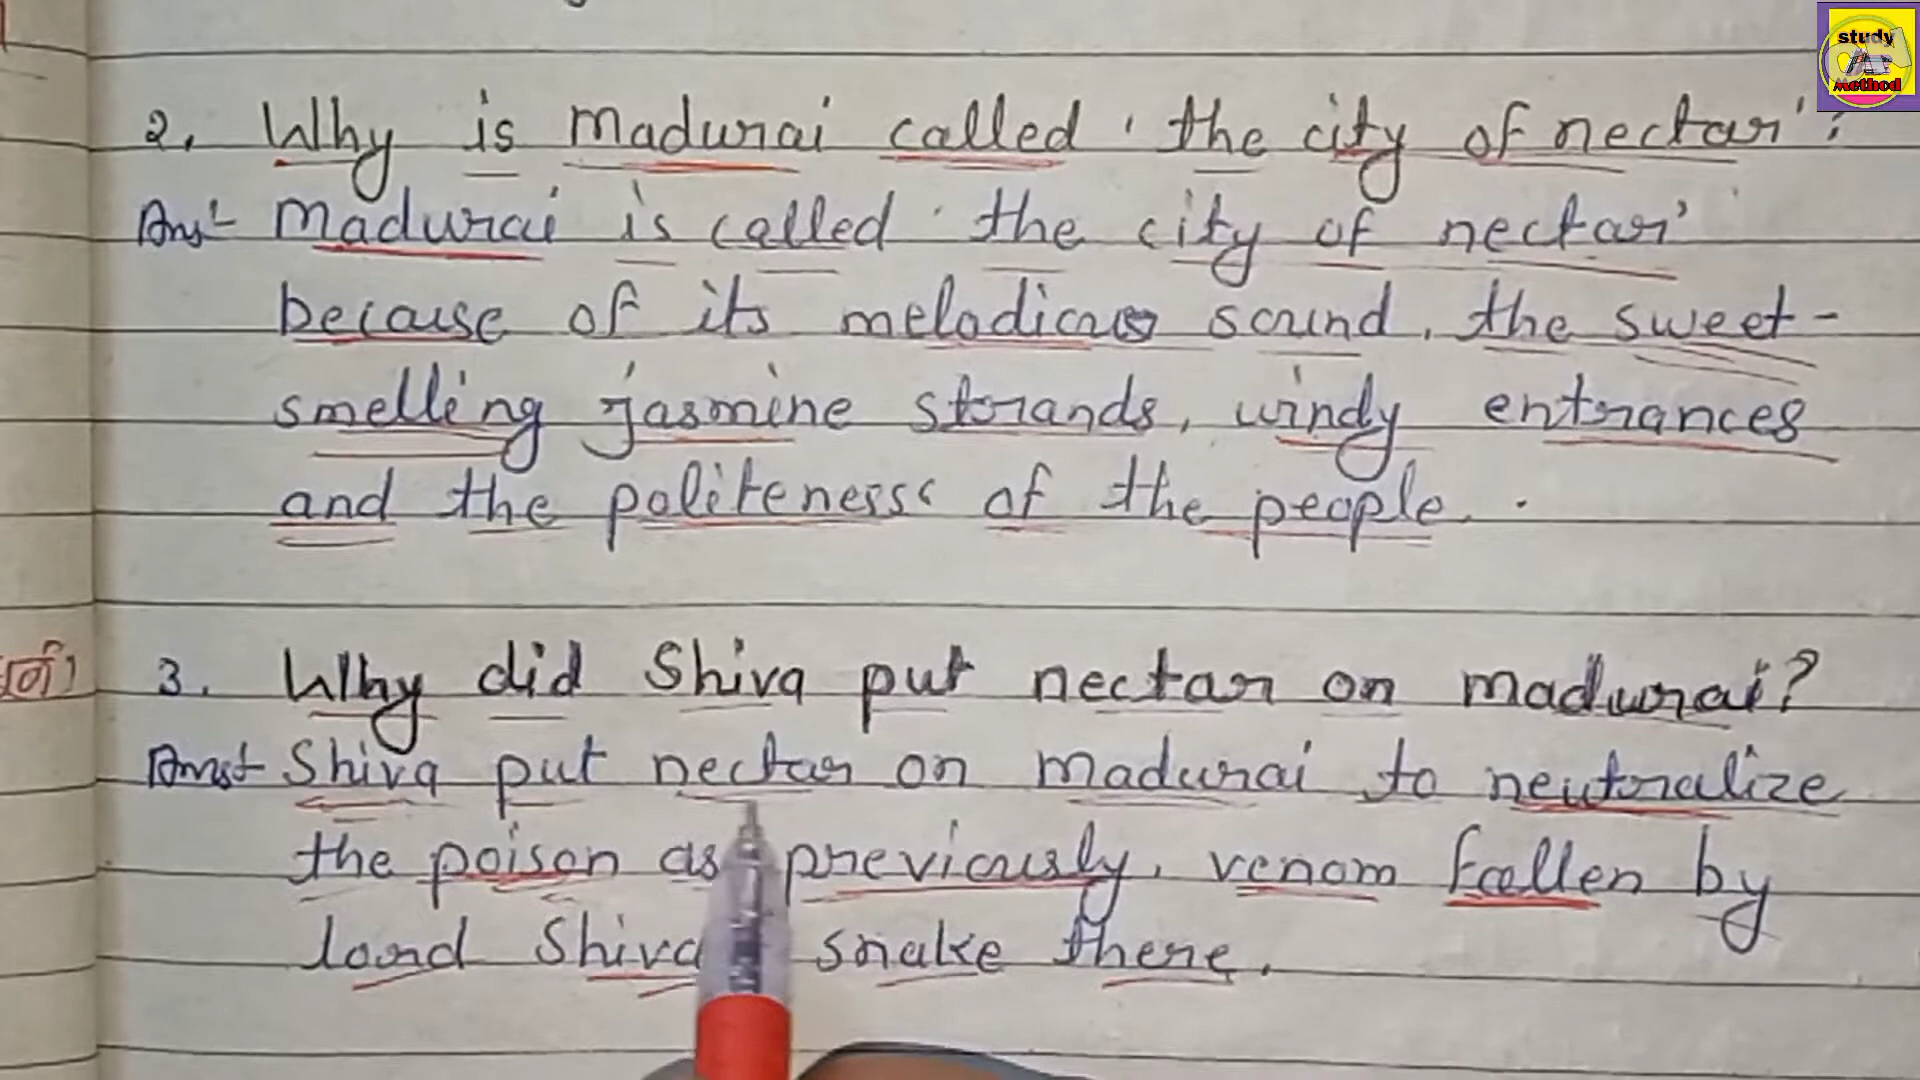 study
Method
2. Why is madurai called 'the city of nectar'?
Ans- Madurai is called 'the city of nectar'
because of its melodious sound, the sweet-
smelling jasmine strands, windy entrances
and the politeness of the people.
3. Why did Shiva put nectar on madurai?
Ans- Shiva put nectar on madurai to neutralize
the poison as previously, venom fallen by
lord Shiva snake there.